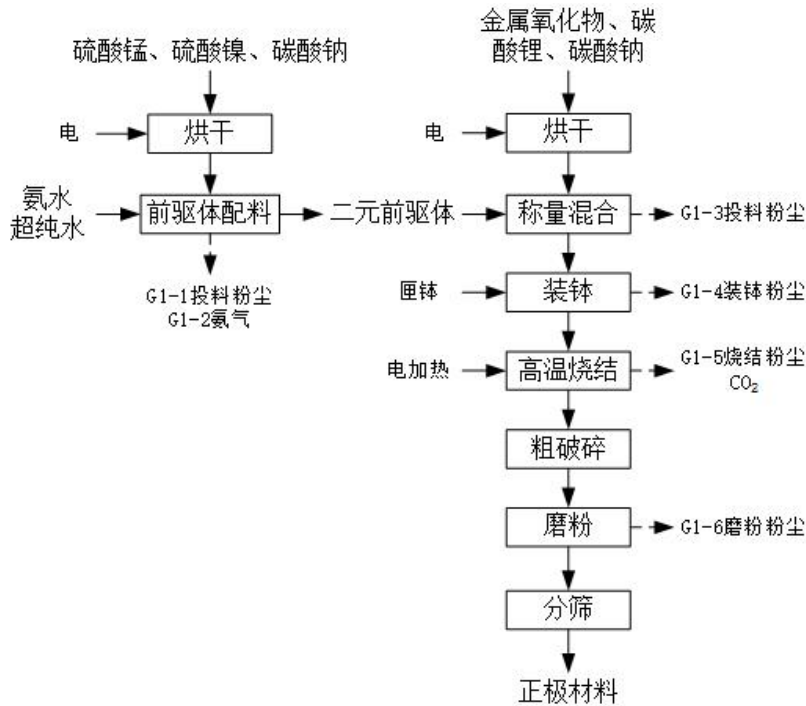 硫酸锰、硫酸镍、碳酸钠
金属氧化物、碳
酸锂、碳酸钠
电
烘干
电
烘干
氨水
超纯水
前驱体配料
二元前驱体
称量混合
G1-3投料粉尘
G1-1投料粉尘
G1-2氨气
匣钵
装钵
G1-4装钵粉尘
电加热
高温烧结
G1-5烧结粉尘
CO₂
粗破碎
磨粉
G1-6磨粉粉尘
分筛
正极材料